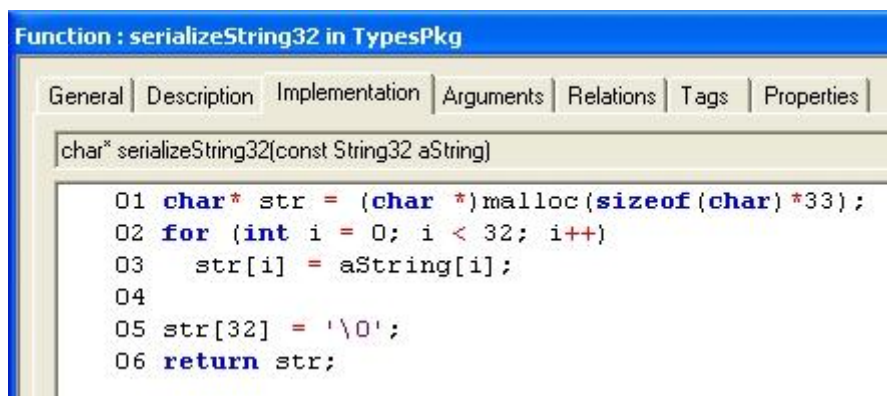 Function : serializeString32 in TypesPkg
General Description Implementation Arguments Relations Tags Properties
char* serializeString32(const String32 aString)
01 char* str = (char *)malloc(sizeof(char)*33);
02 for (int i = 0; i < 32; i++)
03 str[i] = aString[i];
04
05 str[32] = '\0';
06 return str;